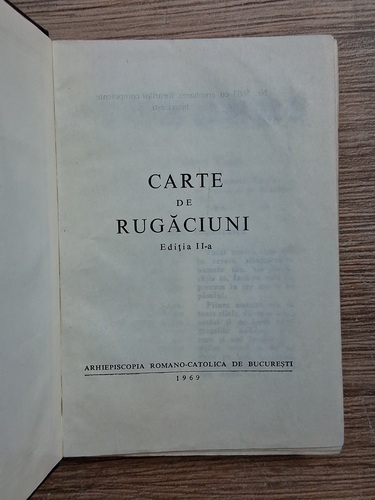 CARTE
DE
RUGĂCIUNI
Ediția II-a
ARHIEPISCOPIA ROMANO-CATOLICA DE BUCUREȘTI
1969